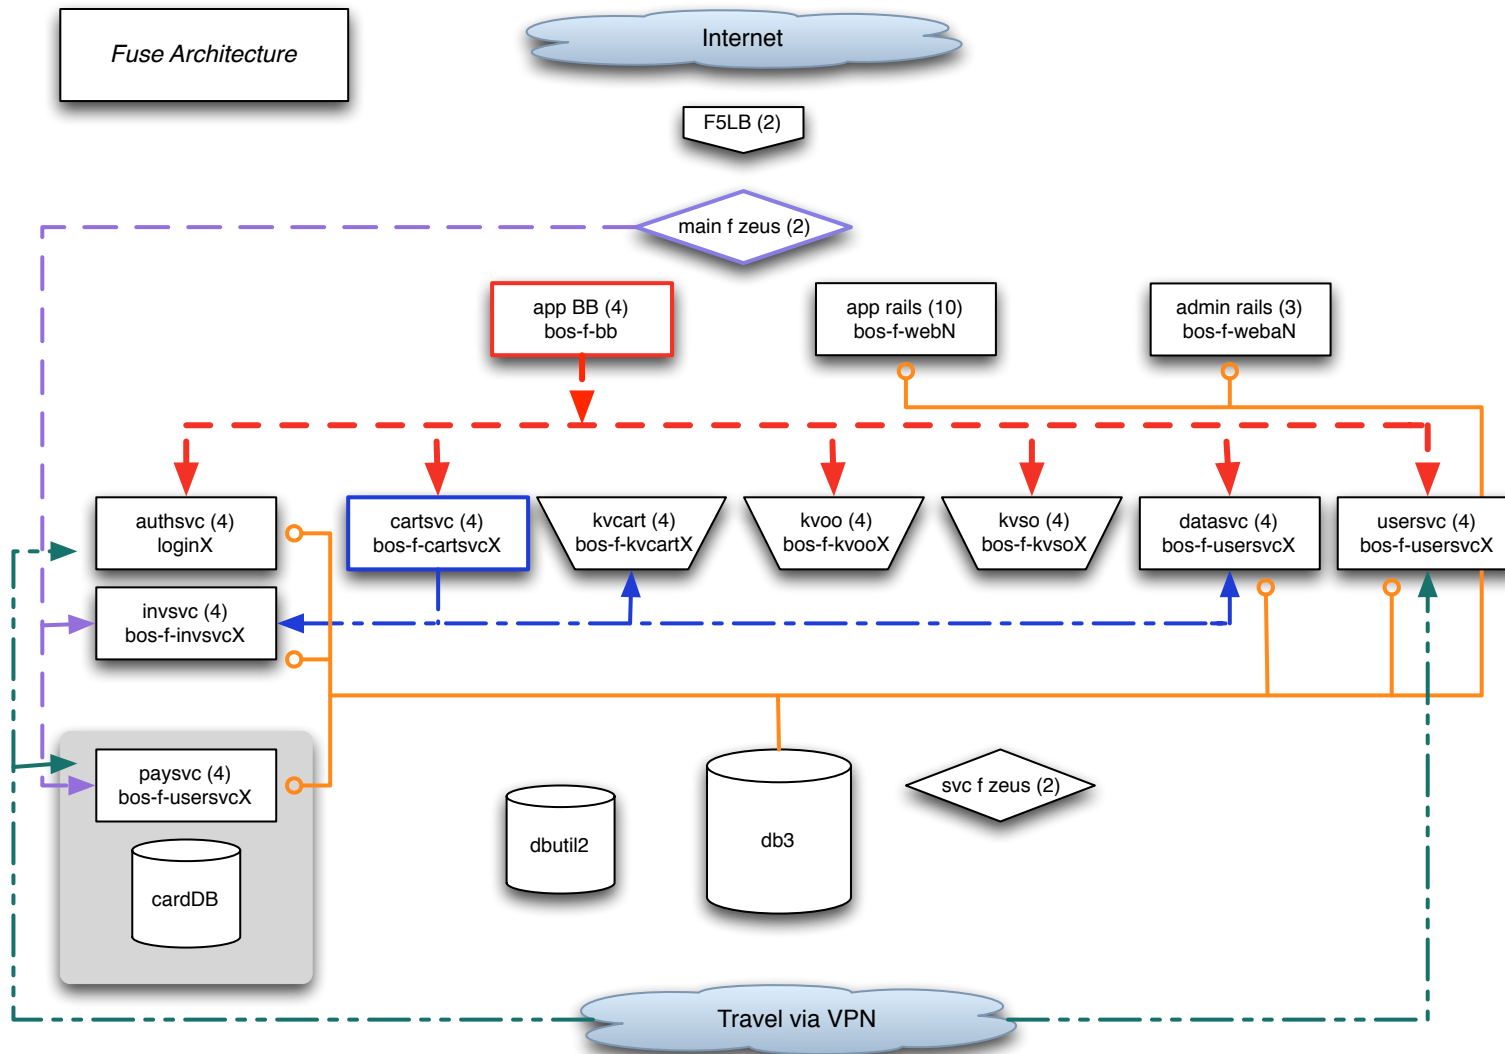 Fuse Architecture
Internet
F5LB (2)
main f zeus (2)
app BB (4)
bos-f-bb
app rails (10)
bos-f-webN
admin rails (3)
bos-f-webaN
authsvc (4)
loginX
cartsvc (4)
bos-f-cartsvcX
kvcart (4)
bos-f-kvcartX
kvoo (4)
bos-f-kvooX
kvso (4)
bos-f-kvsoX
datasvc (4)
bos-f-usersvcX
usersvc (4)
bos-f-usersvcX
invsvc (4)
bos-f-invsvcX
paysvc (4)
bos-f-usersvcX
svc f zeus (2)
dbutil2
db3
cardDB
Travel via VPN